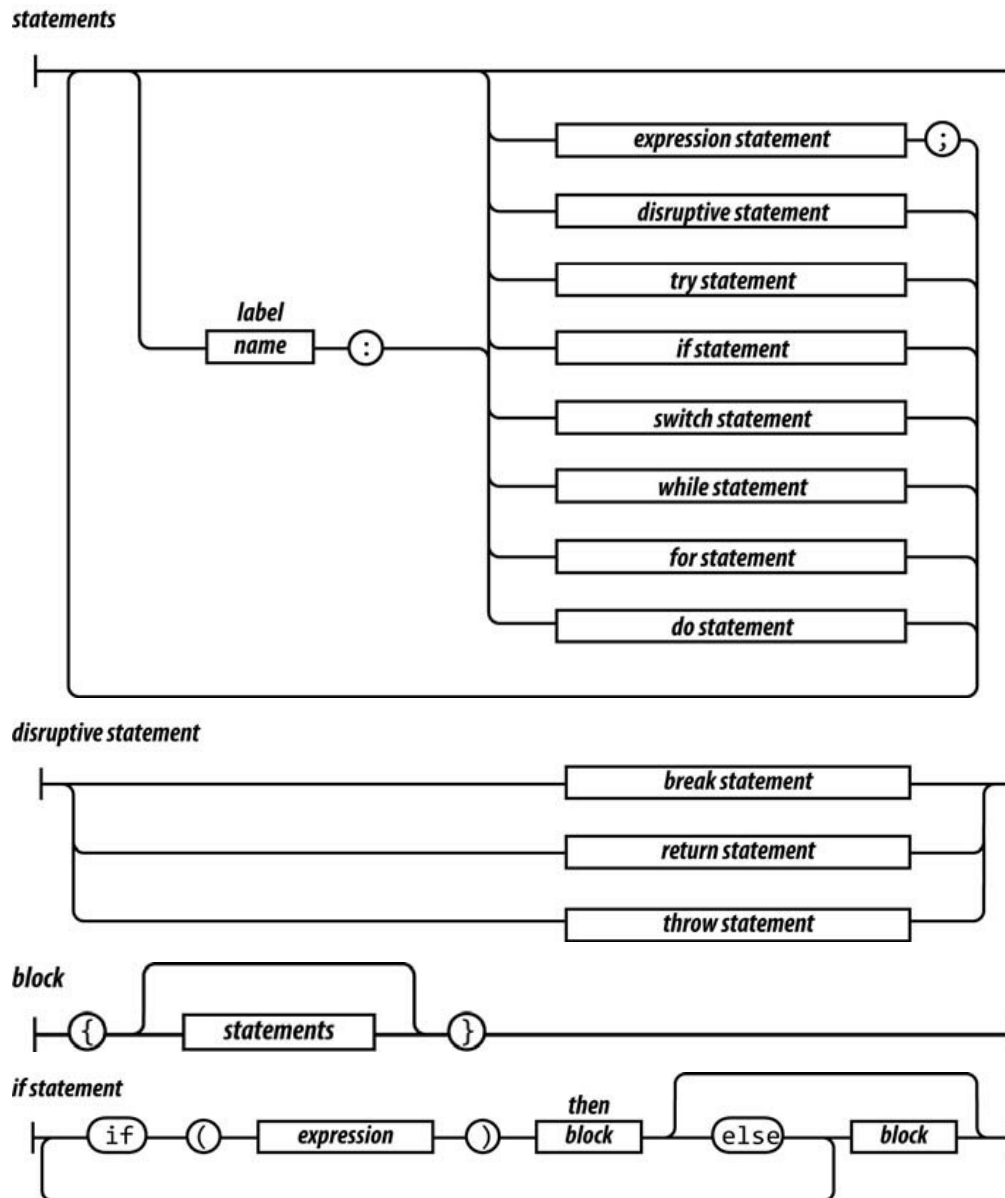 statements
expression statement ;
disruptive statement
try statement
label
name : if statement
switch statement
while statement
for statement
do statement
disruptive statement
break statement
return statement
throw statement
block
{ statements }
if statement
then
if ( expression ) block else block